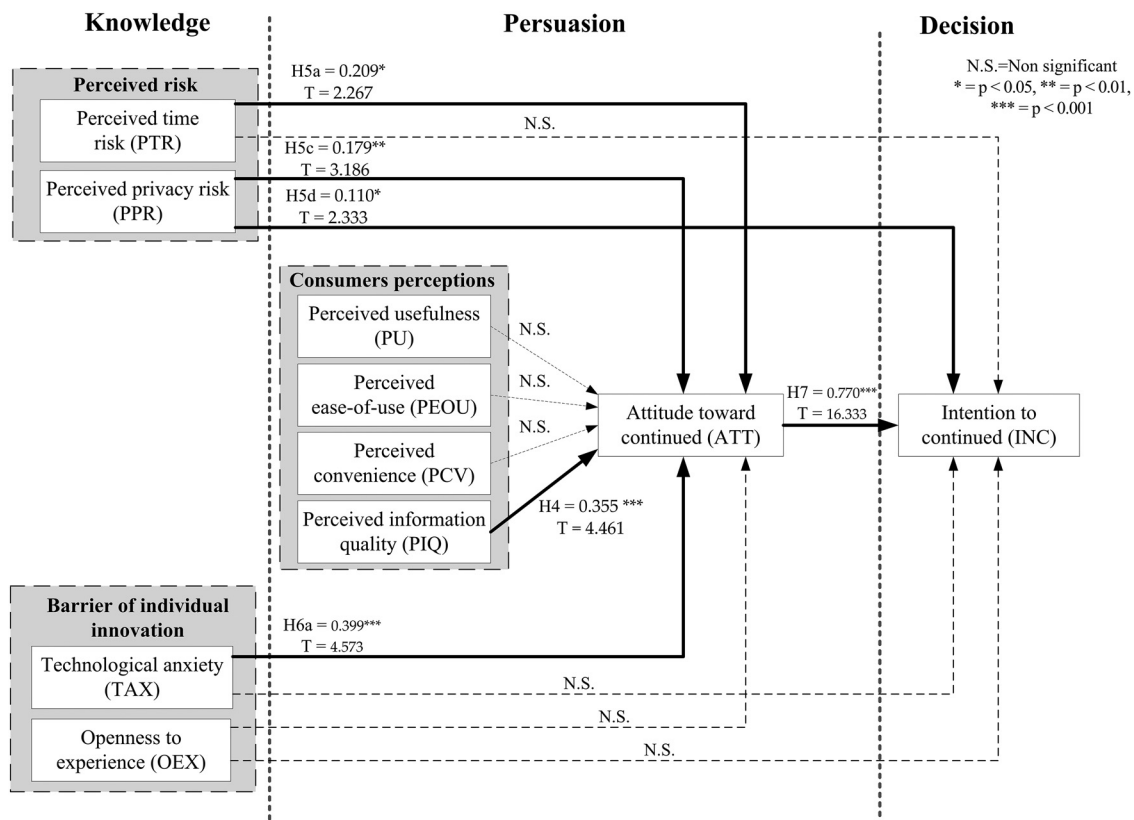 Knowledge
Persuasion
Decision
N.S.=Non significant
* = p < 0.05, ** = p < 0.01,
*** = p < 0.001
Perceived risk
Perceived time
risk (PTR)
Perceived privacy risk
(PPR)
H5a = 0.209*
T = 2.267
N.S.
H5c = 0.179**
T = 3.186
H5d = 0.110*
T = 2.333
Consumers perceptions
Perceived usefulness
(PU)
Perceived
ease-of-use (PEOU)
Perceived
convenience (PCV)
Perceived information
quality (PIQ)
N.S.
N.S.
N.S.
H4 = 0.355 ***
T = 4.461
Attitude toward
continued (ATT)
H7 = 0.770***
T = 16.333
Intention to
continued (INC)
Barrier of individual
innovation
Technological anxiety
(TAX)
Openness to
experience (OEX)
H6a = 0.399***
T = 4.573
N.S.
N.S.
N.S.